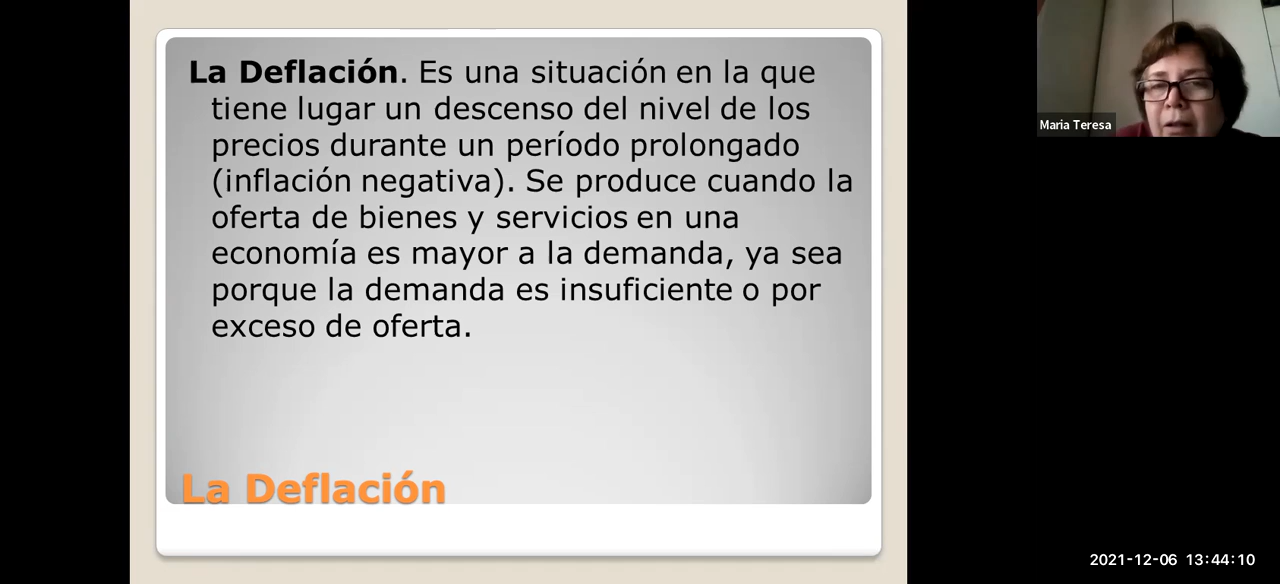 La Deflación. Es una situación en la que
tiene lugar un descenso del nivel de los
precios durante un período prolongado
(inflación negativa). Se produce cuando la
oferta de bienes y servicios en una
economía es mayor a la demanda, ya sea
porque la demanda es insuficiente o por
exceso de oferta.
La Deflación
Maria Teresa
2021-12-06 13:44:10